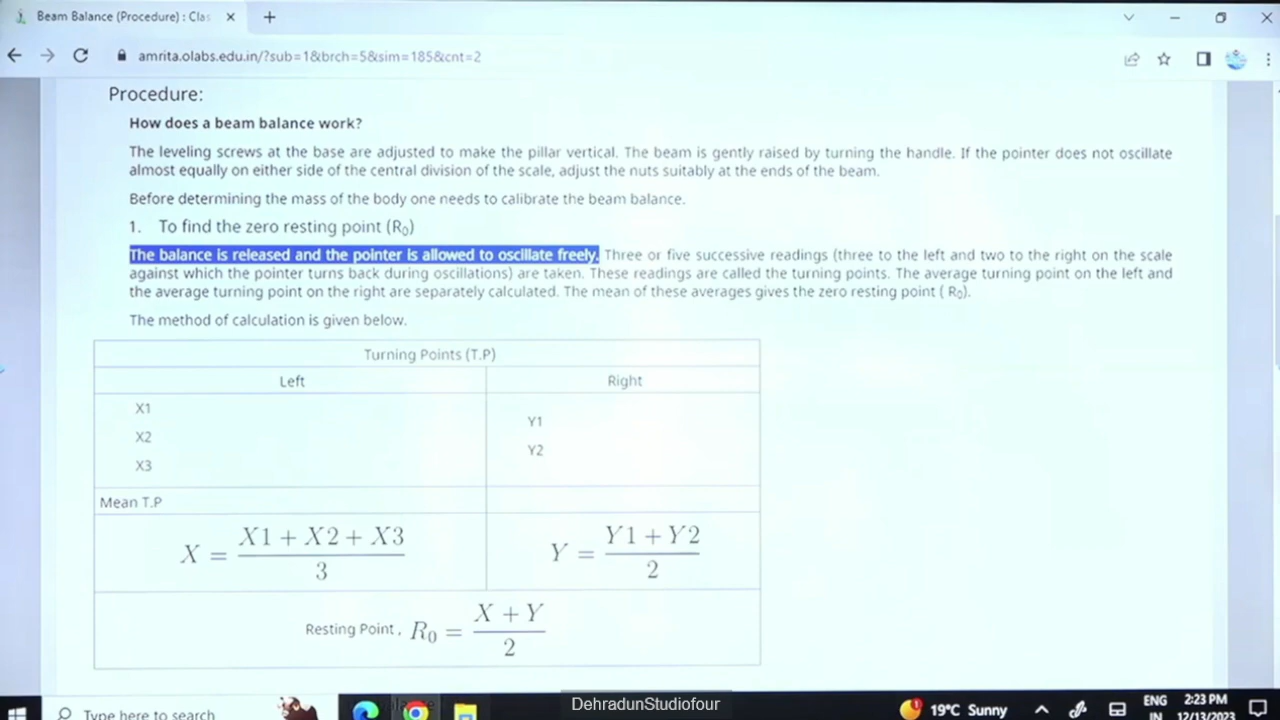 Beam Balance (Procedure) : Clas
amrita.olabs.edu.in/?sub=1&brch=5&sim=185&cnt=2
Procedure:
How does a beam balance work?
The leveling screws at the base are adjusted to make the pillar vertical. The beam is gently raised by turning the handle. If the pointer does not oscillate
almost equally on either side of the central division of the scale, adjust the nuts suitably at the ends of the beam.
Before determining the mass of the body one needs to calibrate the beam balance.
1. To find the zero resting point (R₀)
The balance is released and the pointer is allowed to oscillate freely. Three or five successive readings (three to the left and two to the right on the scale
against which the pointer turns back during oscillations) are taken. These readings are called the turning points. The average turning point on the left and
the average turning point on the right are separately calculated. The mean of these averages gives the zero resting point ( R₀).
The method of calculation is given below.
Turning Points (T.P)
Left Right
X1
Y1
X2
Y2
X3
Mean T.P
X = (X1 + X2 + X3)/3 Y = (Y1 + Y2)/2
Resting Point, R₀ = (X + Y)/2
Type here to search
DehradunStudiofour
19°C Sunny
ENG
IN
2:23 PM
12/13/2023